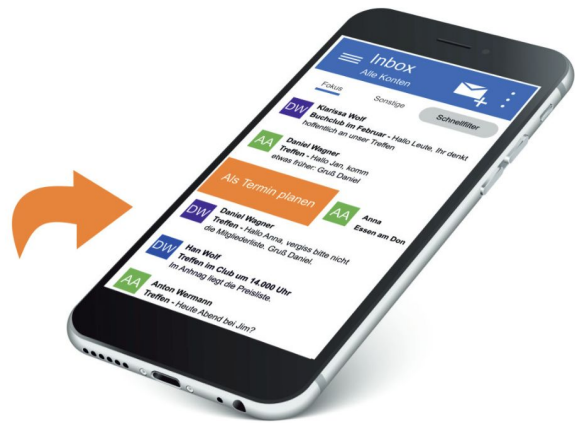 Inbox
Alle Konten
Fokus
Sonstige
Schnellfilter
DW
Klarissa Wolf
Buchclub im Februar - Hallo Leute, Ihr denkt
hoffentlich an unser Treffen
AA
Daniel Wagner
Treffen - Hallo Jan, komm
etwas früher: Gruß Daniel
Als Termin planen
AA
Anna
Essen am Don
DW
Daniel Wagner
Treffen - Hallo Anna, vergiss bitte nicht
die Mitgliederliste. Gruß Daniel.
DW
Han Wolf
Treffen im Club um 14.000 Uhr
Im Anhnag liegt die Preisliste.
AA
Anton Wermann
Treffen - Heute Abend bei Jim?